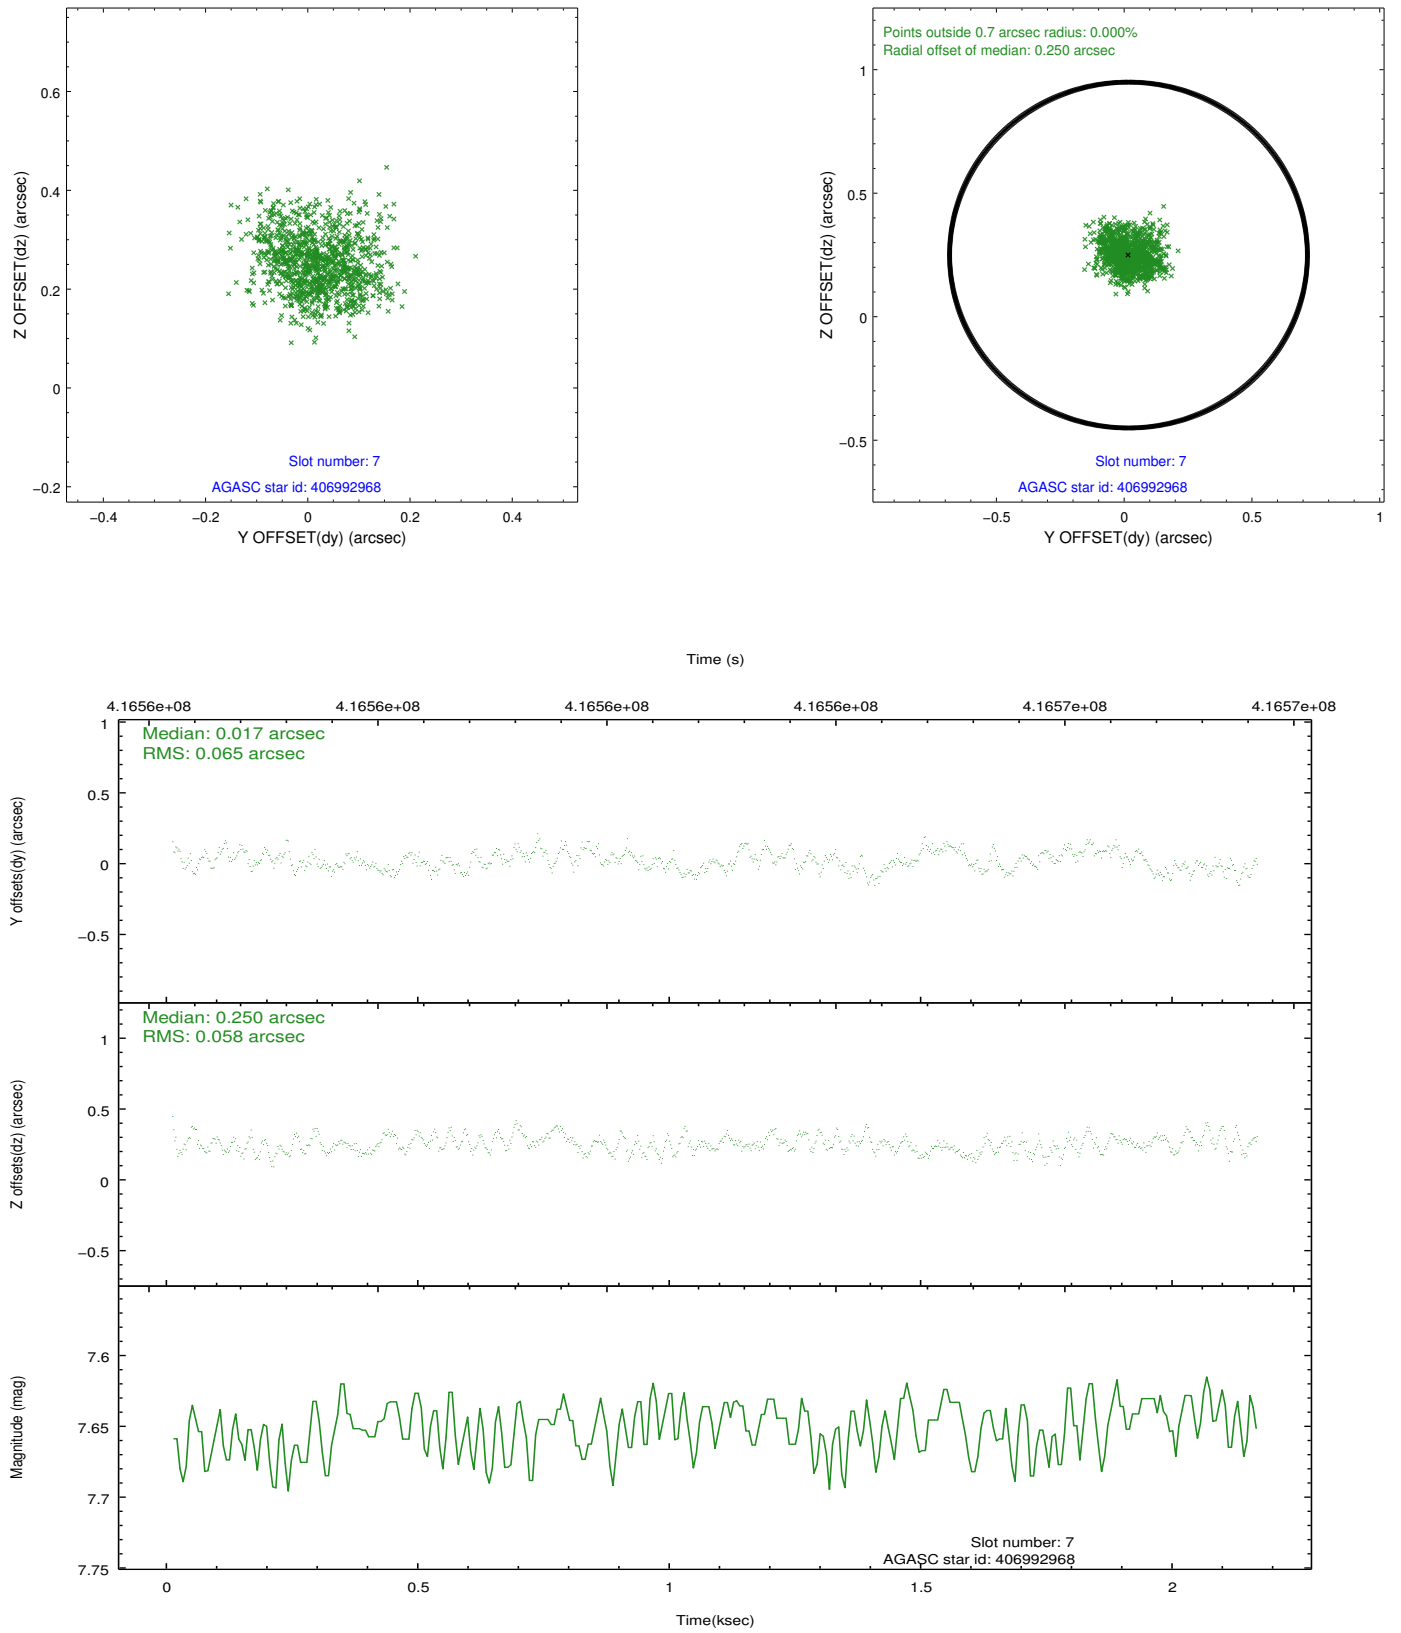 0.6
0.4
0.2
0
−0.2
−0.4
−0.2
0
0.2
0.4
Z OFFSET(dz) (arcsec)
Y OFFSET(dy) (arcsec)
Slot number: 7
AGASC star id: 406992968
Points outside 0.7 arcsec radius: 0.000%
Radial offset of median: 0.250 arcsec
1
0.5
0
−0.5
−0.5
0
0.5
1
Z OFFSET(dz) (arcsec)
Y OFFSET(dy) (arcsec)
Slot number: 7
AGASC star id: 406992968
Time (s)
4.1656e+08 4.1656e+08 4.1656e+08 4.1656e+08 4.1657e+08 4.1657e+08
Median: 0.017 arcsec
RMS: 0.065 arcsec
1
0.5
0
−0.5
Y offsets(dy) (arcsec)
Median: 0.250 arcsec
RMS: 0.058 arcsec
1
0.5
0
−0.5
Z offsets(dz) (arcsec)
7.6
7.65
7.7
7.75
Magnitude (mag)
Slot number: 7
AGASC star id: 406992968
0 0.5 1 1.5 2
Time(ksec)